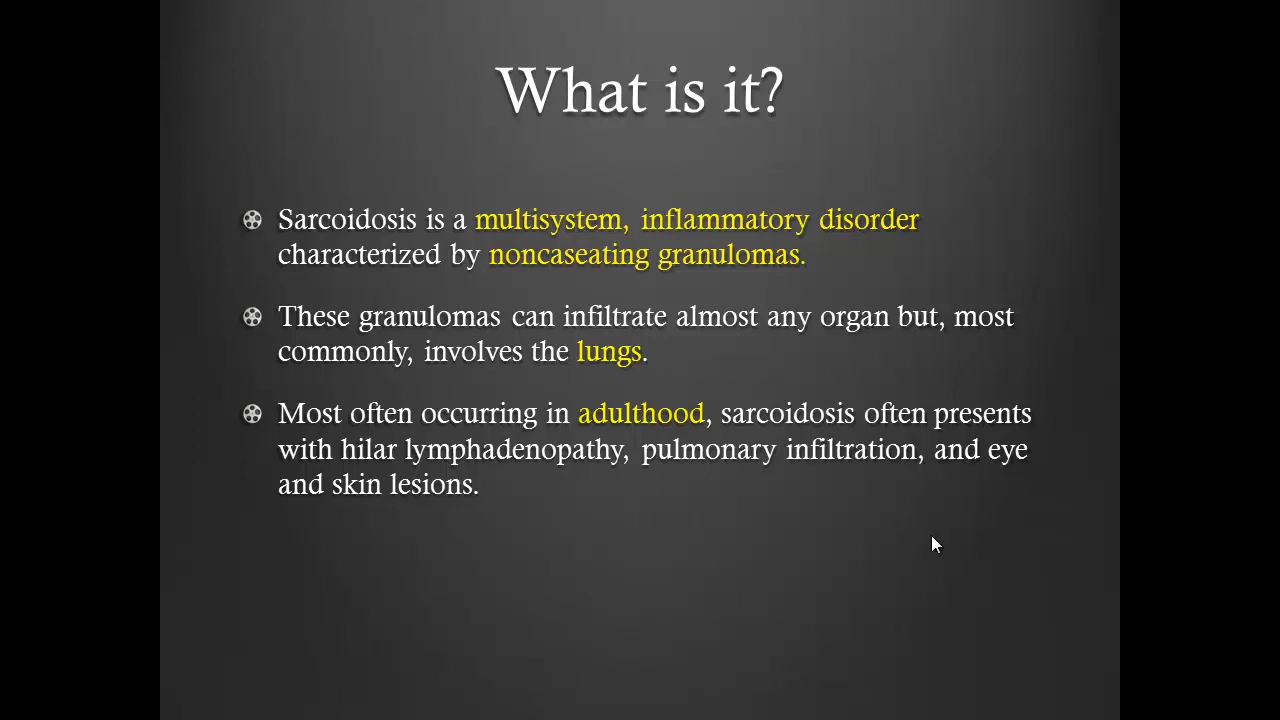 What is it?
Sarcoidosis is a multisystem, inflammatory disorder
characterized by noncaseating granulomas.
These granulomas can infiltrate almost any organ but, most
commonly, involves the lungs.
Most often occurring in adulthood, sarcoidosis often presents
with hilar lymphadenopathy, pulmonary infiltration, and eye
and skin lesions.